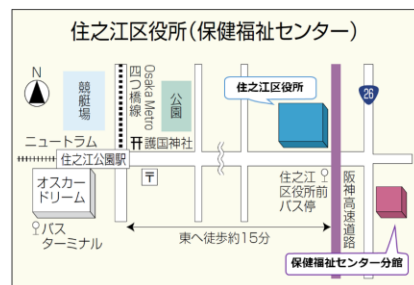 住之江区役所(保健福祉センター)
N
競艇場
Osaka Metro
四つ橋線
公園
住之江区役所
26
ニュートラム
護国神社
住之江公園駅
オスカー
ドリーム
〒
住之江
区役所前
バス停
阪神高速道路
バス
ターミナル
東へ徒歩約15分
保健福祉センター分館